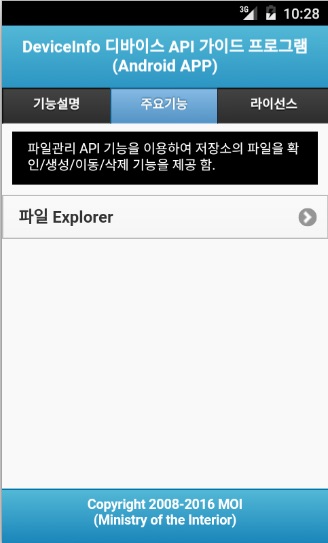 3G 10:28
DeviceInfo 디바이스 API 가이드 프로그램
(Android APP)
기능설명 주요기능 라이선스
파일관리 API 기능을 이용하여 저장소의 파일을 확
인/생성/이동/삭제 기능을 제공 함.
파일 Explorer
Copyright 2008-2016 MOI
(Ministry of the Interior)